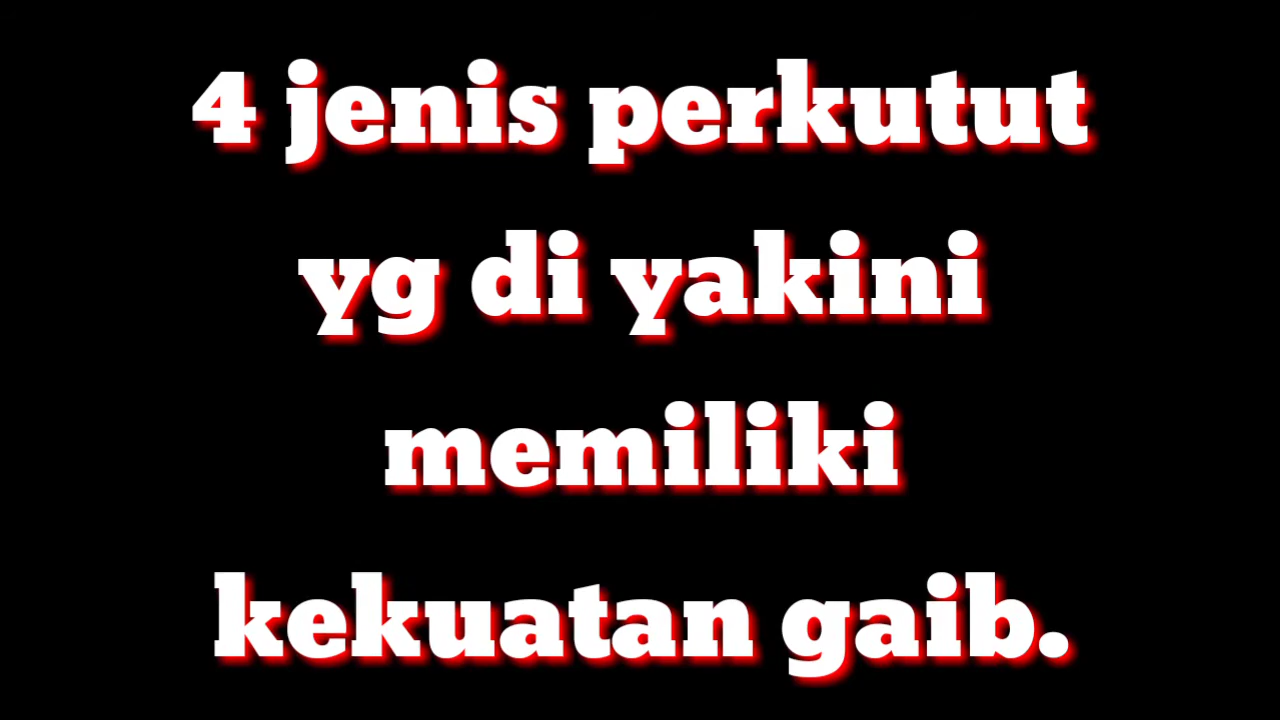 4 jenis perkutut
yg di yakini
memiliki
kekuatan gaib.